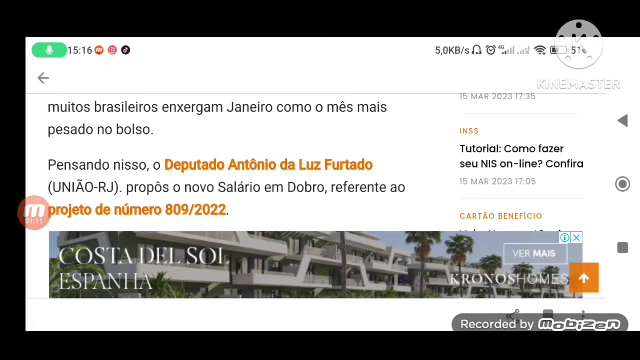 15:16
5,0KB/s
4G
51%
KINEMASTER
muitos brasileiros enxergam Janeiro como o mês mais
pesado no bolso.
Pensando nisso, o Deputado Antônio da Luz Furtado
(UNIÃO-RJ). propôs o novo Salário em Dobro, referente ao
projeto de número 809/2022.
01:11
15 MAR 2023 17:35
INSS
Tutorial: Como fazer
seu NIS on-line? Confira
15 MAR 2023 17:05
CARTÃO BENEFÍCIO
COSTA DEL SOL
ESPANHA
VER MAIS
KRONOSHOMES
Recorded by MOBIZEN